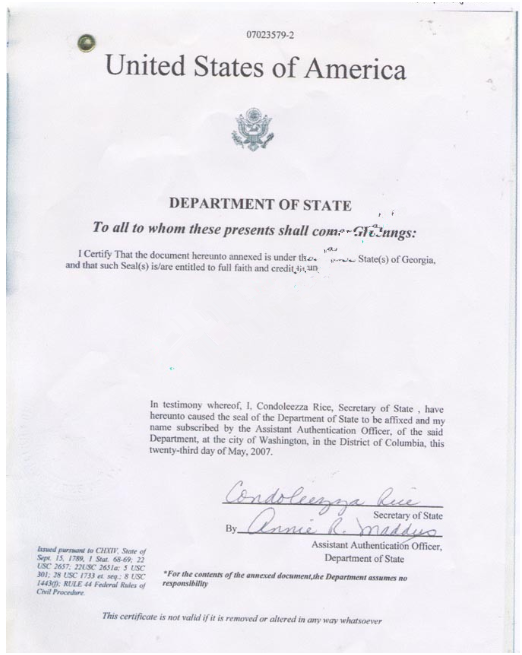 07023579-2
United States of America
DEPARTMENT OF STATE
To all to whom these presents shall come, Greetings:
I Certify That the document hereunto annexed is under the State(s) of Georgia,
and that such Seal(s) is/are entitled to full faith and credit.
In testimony whereof, I, Condoleezza Rice, Secretary of State , have
hereunto caused the seal of the Department of State to be affixed and my
name subscribed by the Assistant Authentication Officer, of the said
Department, at the city of Washington, in the District of Columbia, this
twenty-third day of May, 2007.
Condoleezza Rice
Secretary of State
By Annie R. Maddux
Assistant Authentication Officer,
Department of State
Issued pursuant to CHXIV, State of
Sept. 15, 1789, 1 Stat. 68-69; 22
USC 2657; 22USC 2651a; 5 USC
301; 28 USC 1733 et. seq.; 8 USC
1443(f); RULE 44 Federal Rules of
Civil Procedure.
*For the contents of the annexed document,the Department assumes no
responsibility
This certificate is not valid if it is removed or altered in any way whatsoever